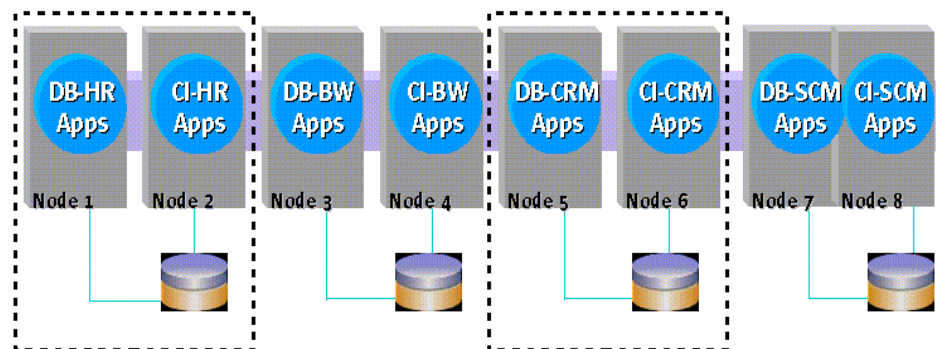 DB-HR
Apps
CI-HR
Apps
DB-BW
Apps
CI-BW
Apps
DB-CRM
Apps
CI-CRM
Apps
DB-SCM
Apps
CI-SCM
Apps
Node 1
Node 2
Node 3
Node 4
Node 5
Node 6
Node 7
Node 8